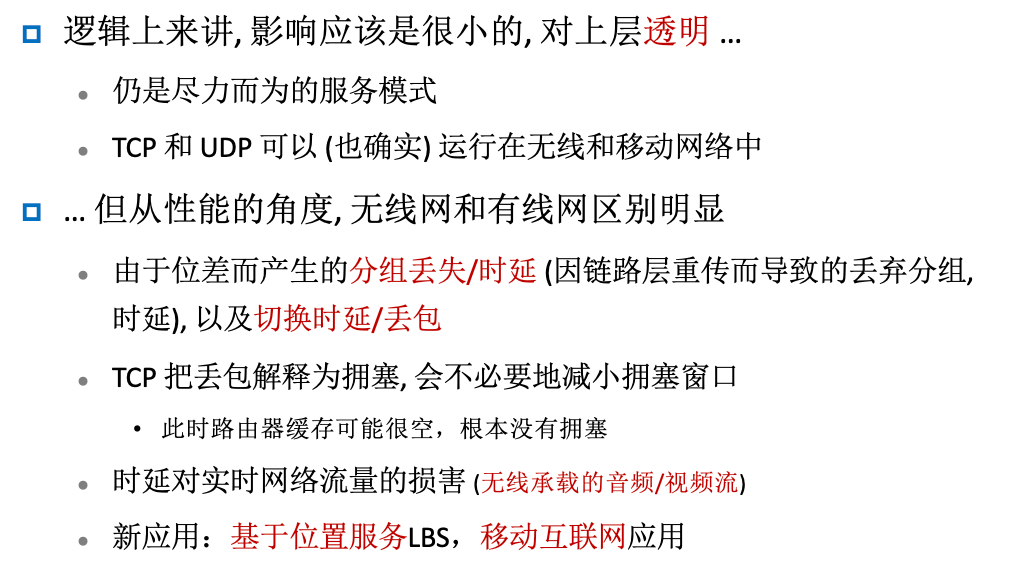 逻辑上来讲, 影响应该是很小的, 对上层透明 …
仍是尽力而为的服务模式
TCP 和 UDP 可以 (也确实) 运行在无线和移动网络中
… 但从性能的角度, 无线网和有线网区别明显
由于位差而产生的分组丢失/时延 (因链路层重传而导致的丢弃分组,
时延), 以及切换时延/丢包
TCP 把丢包解释为拥塞, 会不必要地减小拥塞窗口
此时路由器缓存可能很空，根本没有拥塞
时延对实时网络流量的损害 (无线承载的音频/视频流)
新应用：基于位置服务LBS，移动互联网应用